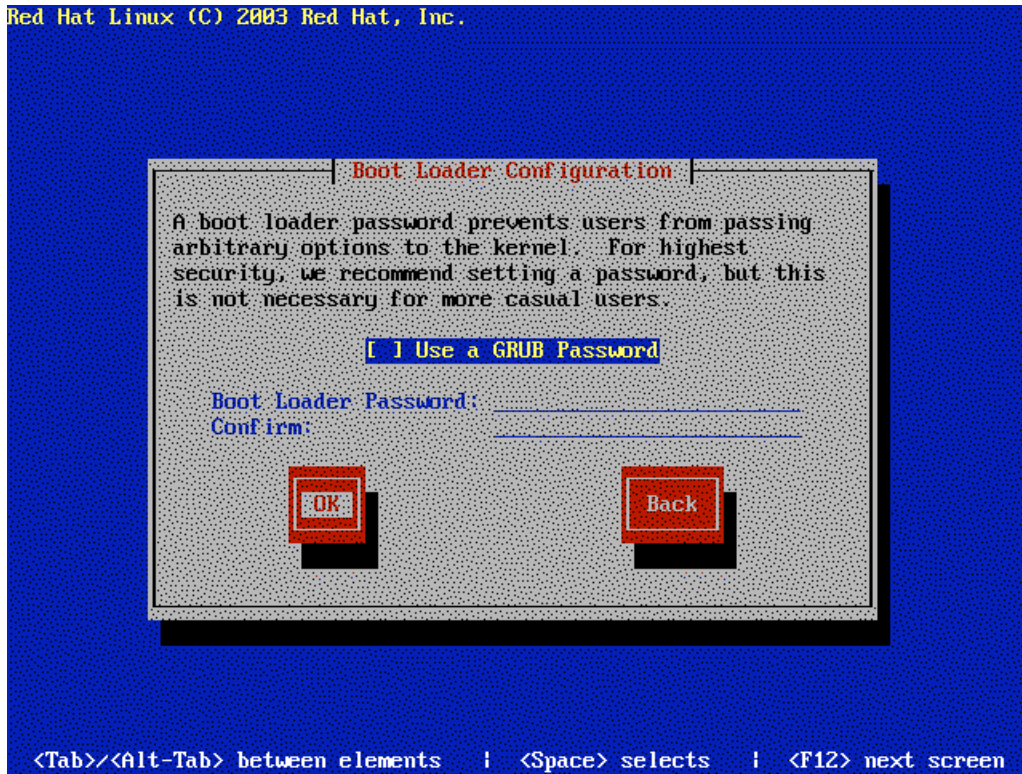 Red Hat Linux (C) 2003 Red Hat, Inc.
Boot Loader Configuration
A boot loader password prevents users from passing
arbitrary options to the kernel.  For highest
security, we recommend setting a password, but this
is not necessary for more casual users.
[ ] Use a GRUB Password
Boot Loader Password:
Confirm:
OK Back
<Tab>/<Alt-Tab> between elements | <Space> selects | <F12> next screen